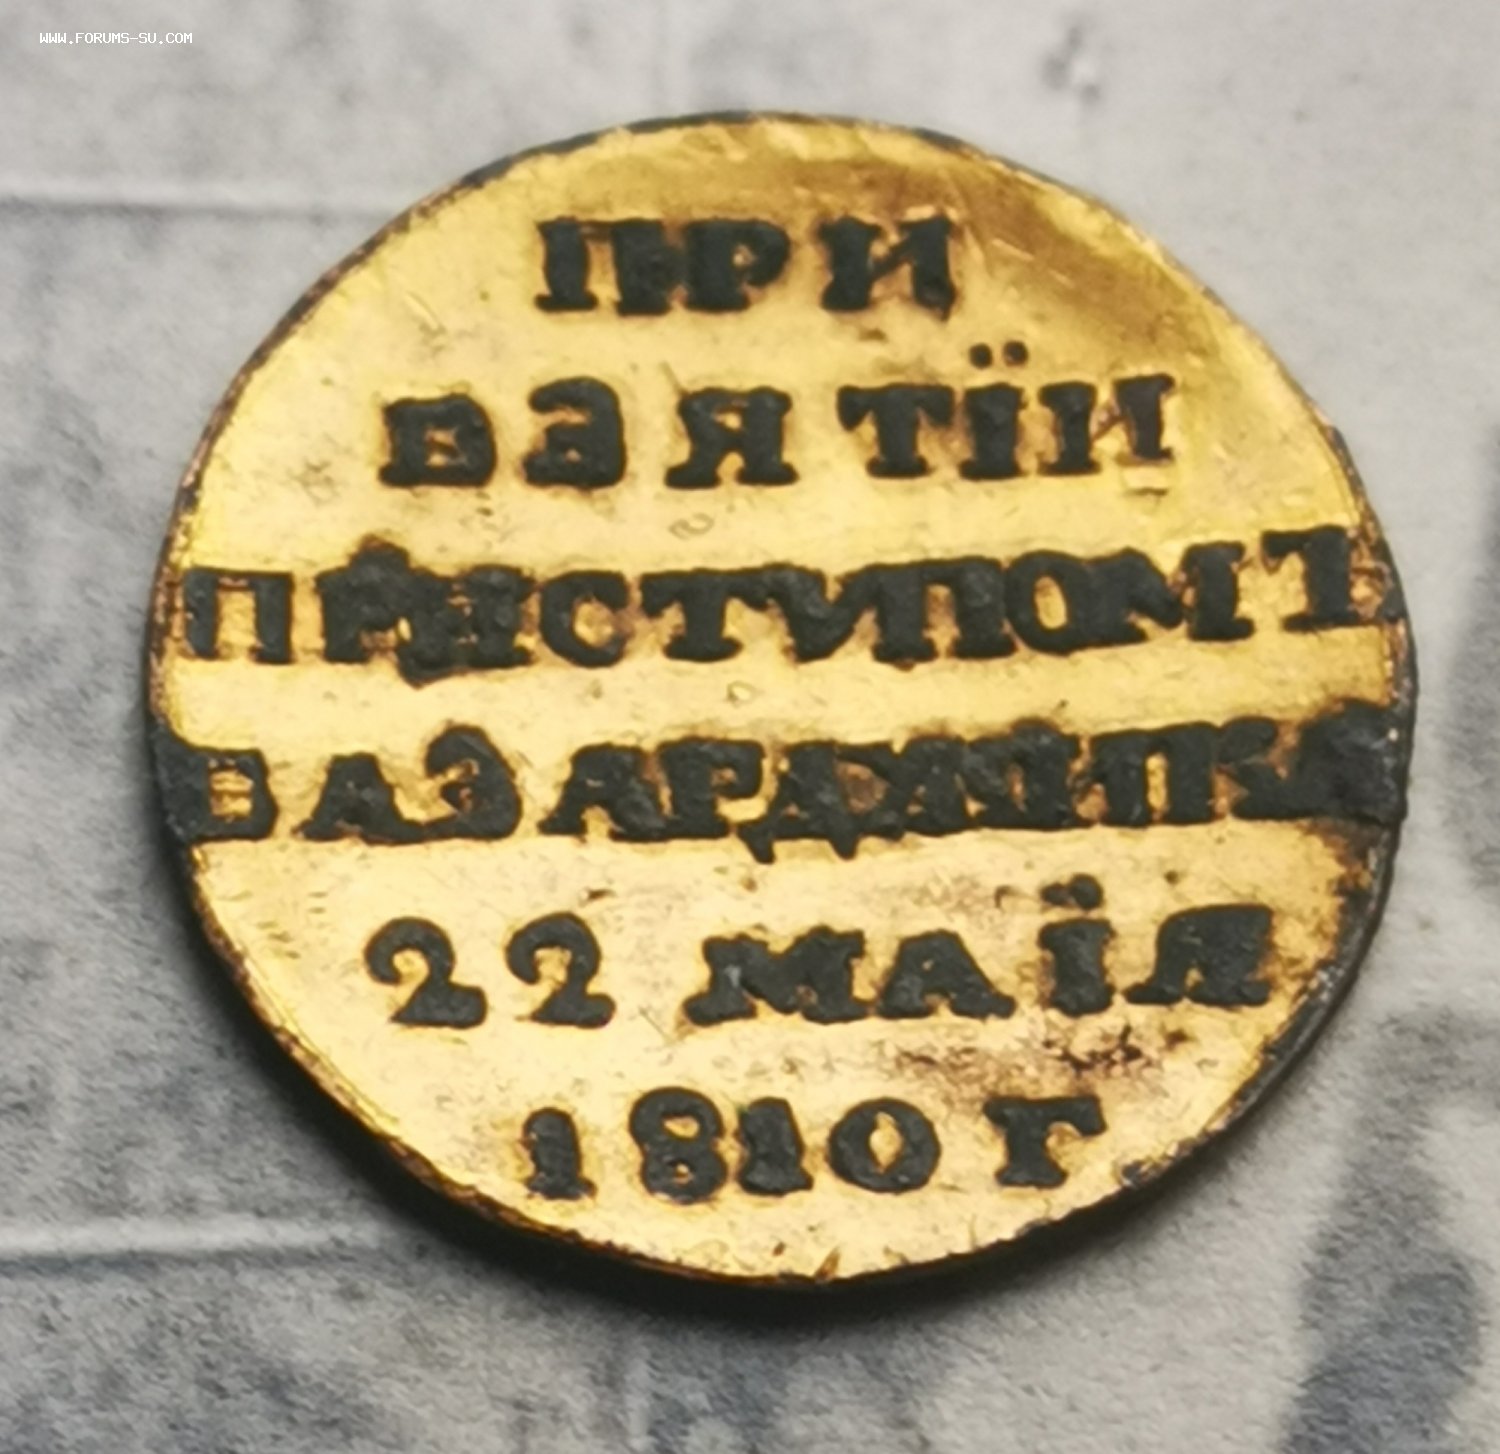 WWW.FORUMS-SU.COM
ПРИ
ВЗЯТІИ
ПРИСТУПОМЪ
БАЗАРДЖИКА
22 МАІЯ
1810 Г